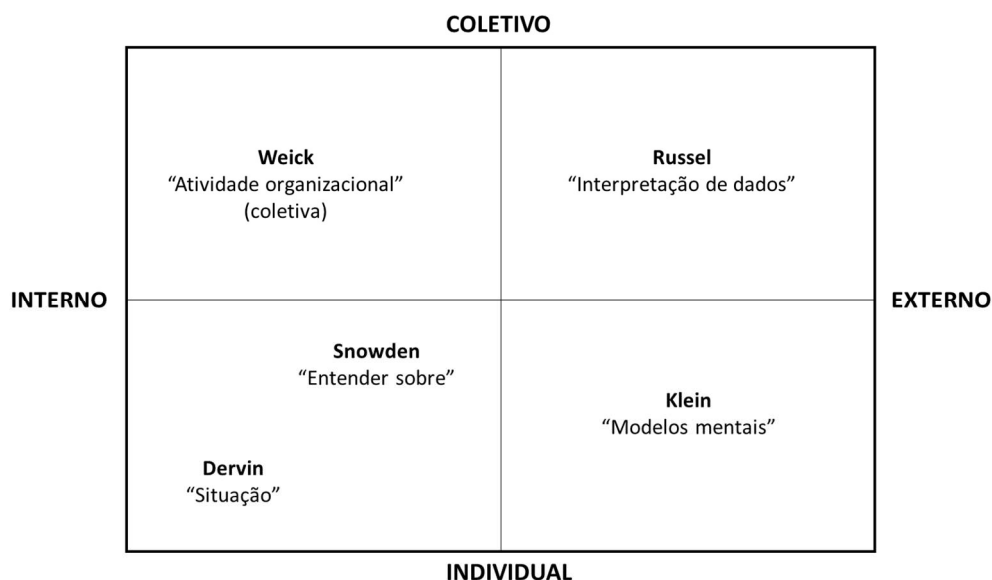 COLETIVO
Weick
“Atividade organizacional”
(coletiva)
Russel
“Interpretação de dados”
INTERNO
EXTERNO
Snowden
“Entender sobre”
Klein
“Modelos mentais”
Dervin
“Situação”
INDIVIDUAL